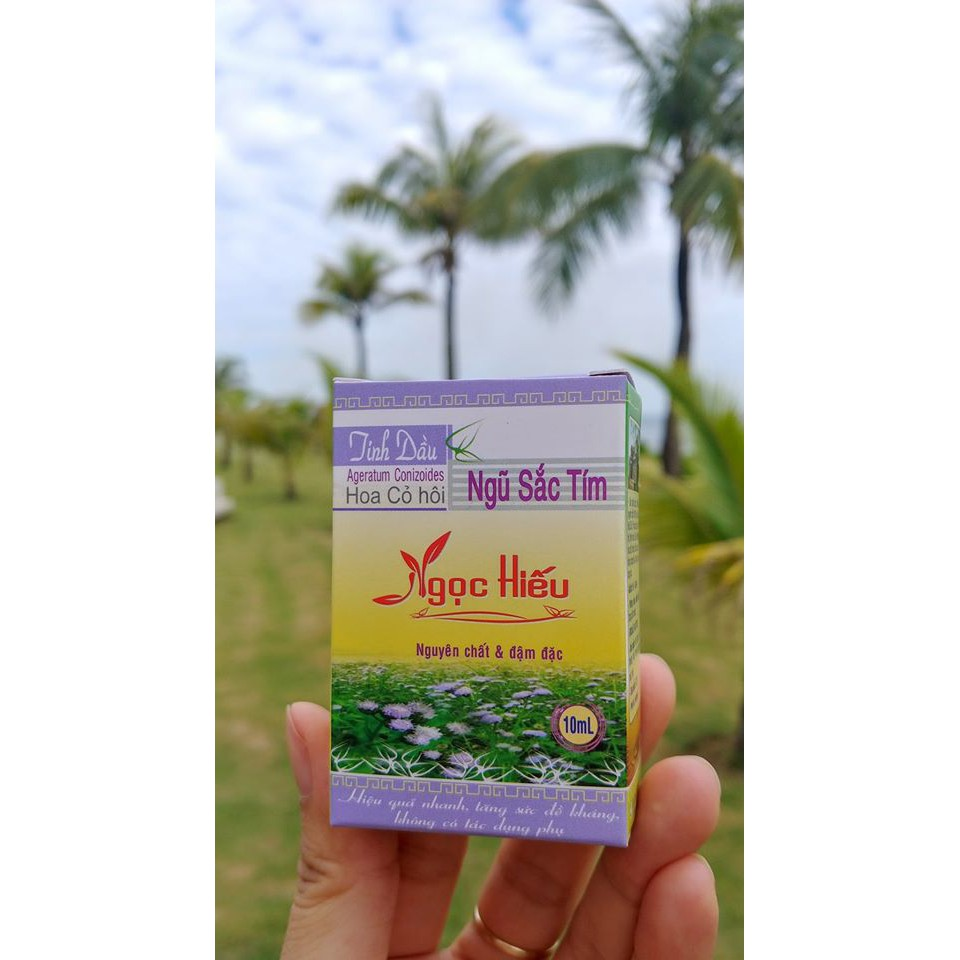 Tinh Dầu
Ageratum Conizoides
Hoa Cỏ hôi
Ngũ Sắc Tím
Ngọc Hiếu
Nguyên chất & đậm đặc
10mL
Hiệu quả nhanh, tăng sức đề kháng,
không có tác dụng phụ